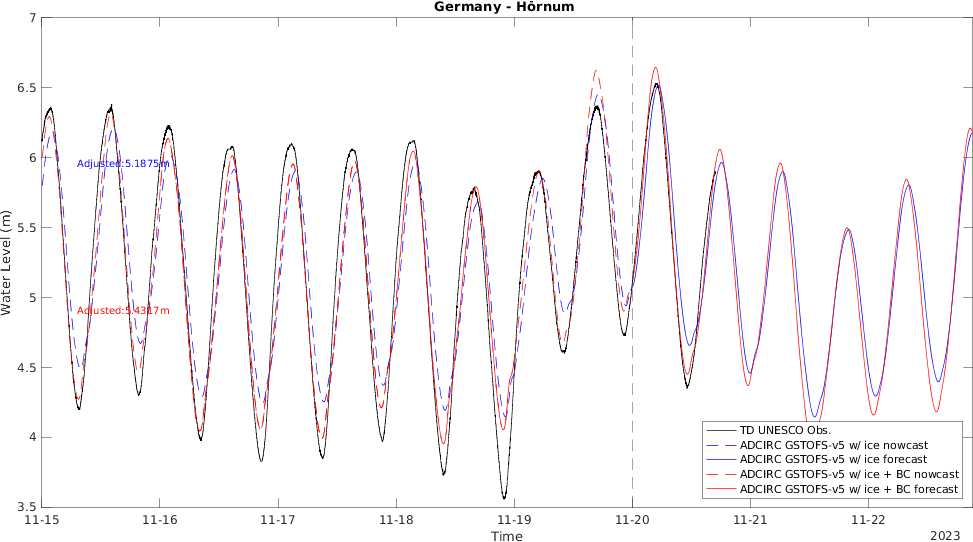 Germany - Hörnum
7
6.5
6
5.5
5
4.5
4
3.5
Water Level (m)
Adjusted:5.1875m
Adjusted:5.4317m
TD UNESCO Obs.
ADCIRC GSTOFS-v5 w/ ice nowcast
ADCIRC GSTOFS-v5 w/ ice forecast
ADCIRC GSTOFS-v5 w/ ice + BC nowcast
ADCIRC GSTOFS-v5 w/ ice + BC forecast
11-15 11-16 11-17 11-18 11-19 11-20 11-21 11-22
Time
2023